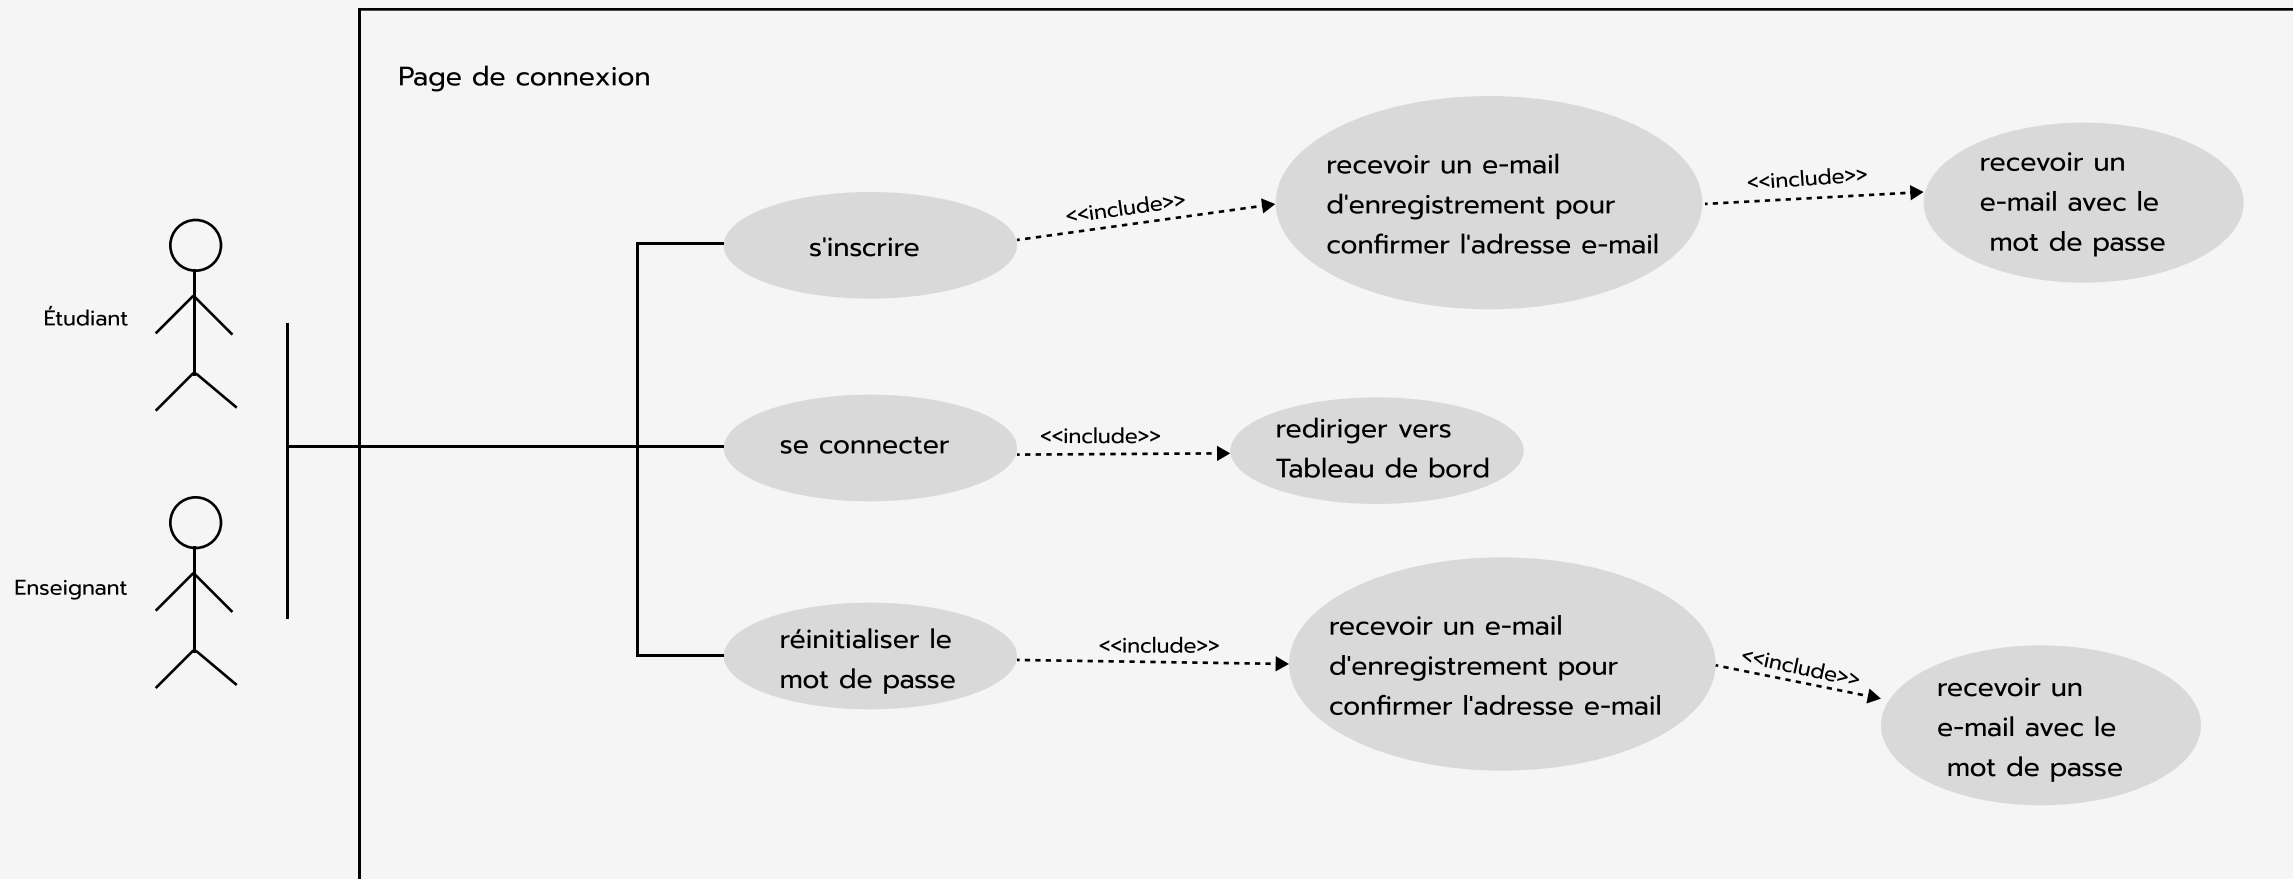 Page de connexion
Étudiant
Enseignant
s'inscrire
<<include>>
recevoir un e-mail
d'enregistrement pour
confirmer l'adresse e-mail
<<include>>
recevoir un
e-mail avec le
mot de passe
se connecter
<<include>>
rediriger vers
Tableau de bord
réinitialiser le
mot de passe
<<include>>
recevoir un e-mail
d'enregistrement pour
confirmer l'adresse e-mail
<<include>>
recevoir un
e-mail avec le
mot de passe